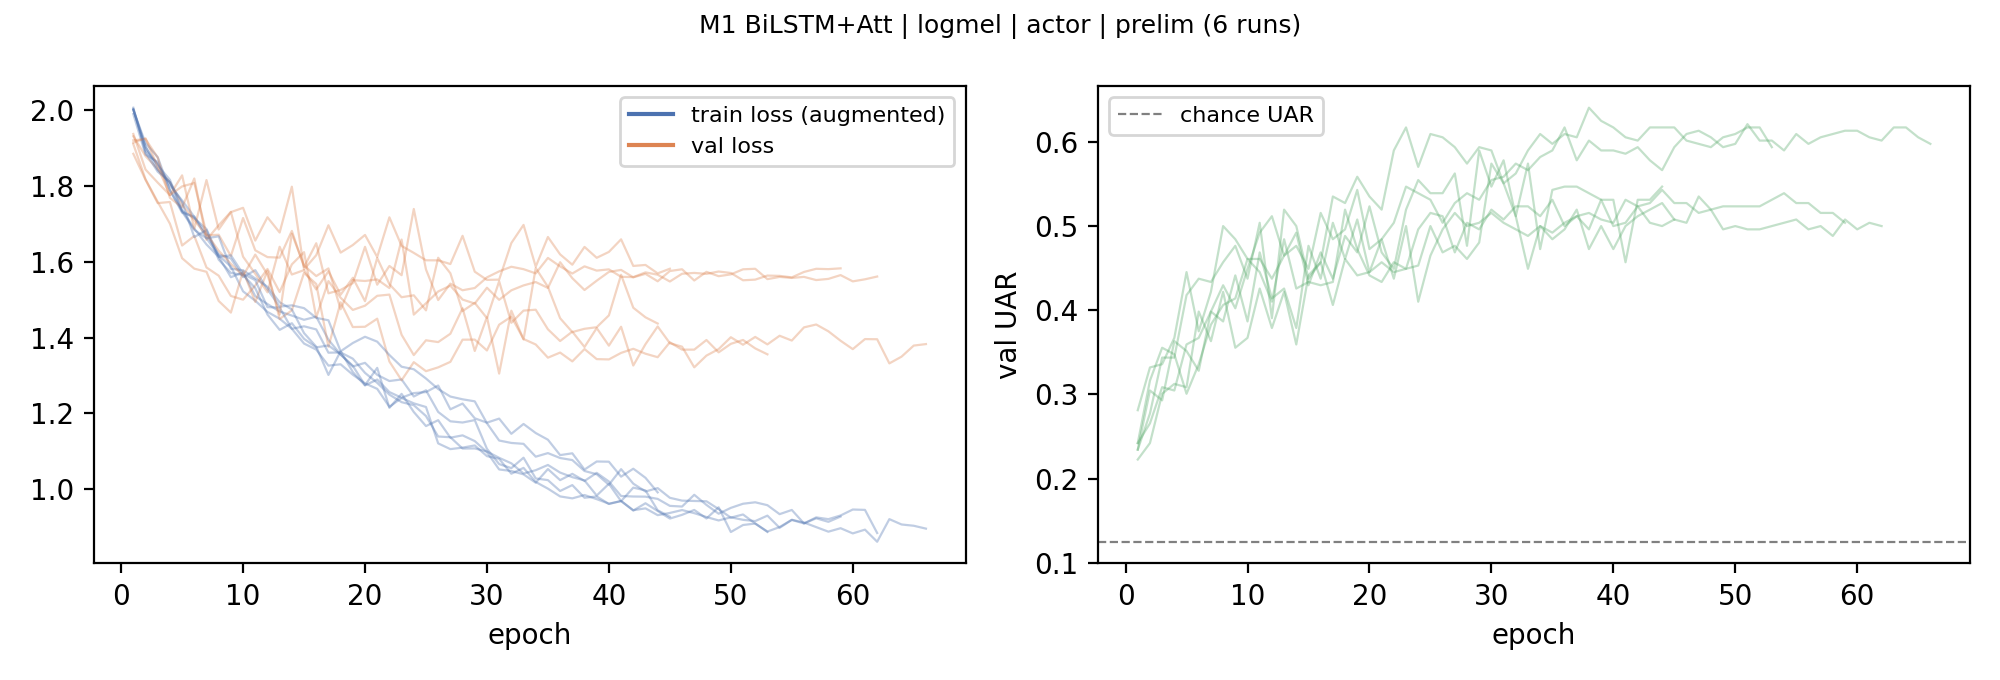 M1 BiLSTM+Att | logmel | actor | prelim (6 runs)
train loss (augmented)
val loss
2.0
1.8
1.6
1.4
1.2
1.0
0 10 20 30 40 50 60
epoch
chance UAR
val UAR
0.6
0.5
0.4
0.3
0.2
0.1
0 10 20 30 40 50 60
epoch